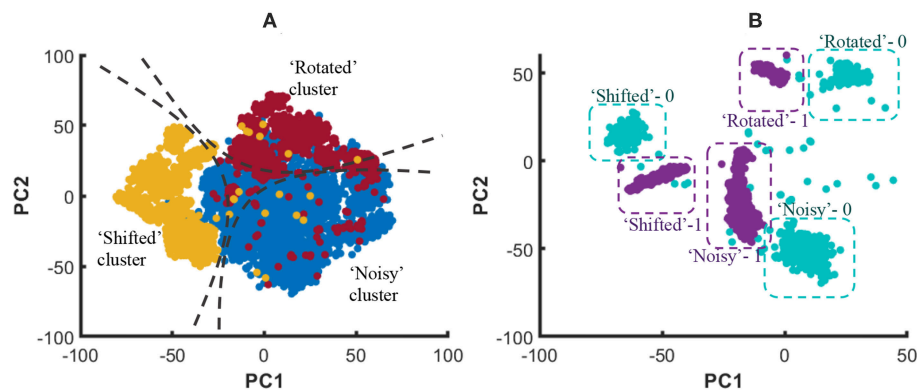 A
B
100
50
0
-50
-100
PC2
-100
-50
0
50
100
PC1
‘Rotated’
cluster
‘Shifted’
cluster
‘Noisy’
cluster
50
0
-50
-100
PC2
-100
-50
0
50
PC1
‘Rotated’- 0
‘Shifted’- 0
‘Rotated’- 1
‘Shifted’-1
‘Noisy’- 0
‘Noisy’- 1